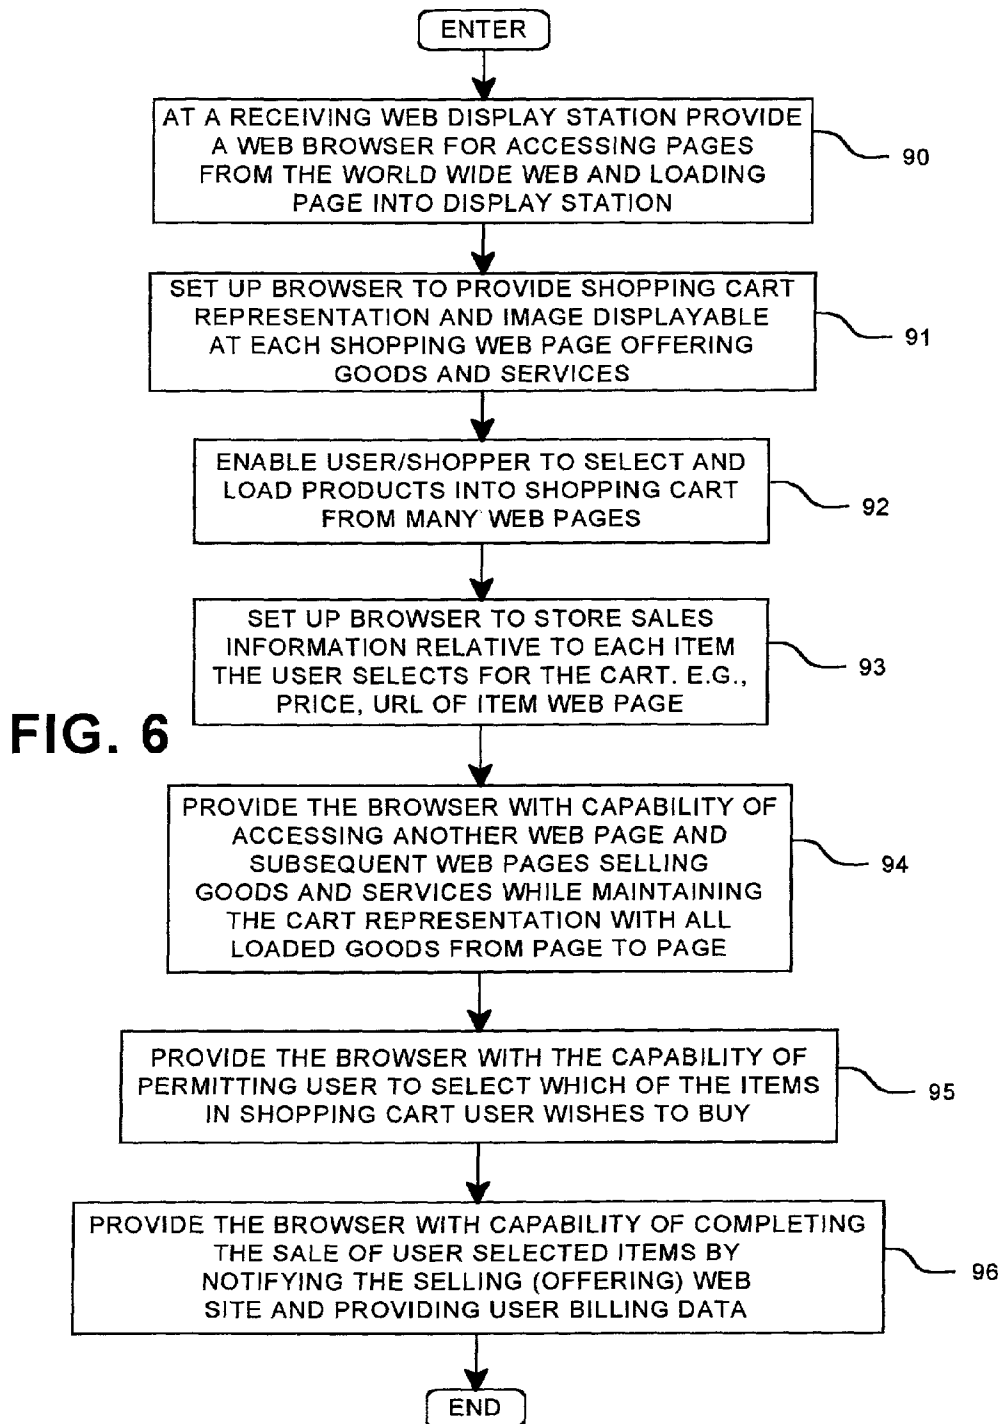 ENTER
AT A RECEIVING WEB DISPLAY STATION PROVIDE
A WEB BROWSER FOR ACCESSING PAGES
FROM THE WORLD WIDE WEB AND LOADING
PAGE INTO DISPLAY STATION
90
SET UP BROWSER TO PROVIDE SHOPPING CART
REPRESENTATION AND IMAGE DISPLAYABLE
AT EACH SHOPPING WEB PAGE OFFERING
GOODS AND SERVICES
91
ENABLE USER/SHOPPER TO SELECT AND
LOAD PRODUCTS INTO SHOPPING CART
FROM MANY WEB PAGES
92
SET UP BROWSER TO STORE SALES
INFORMATION RELATIVE TO EACH ITEM
THE USER SELECTS FOR THE CART. E.G.,
PRICE, URL OF ITEM WEB PAGE
93
FIG. 6
PROVIDE THE BROWSER WITH CAPABILITY OF
ACCESSING ANOTHER WEB PAGE AND
SUBSEQUENT WEB PAGES SELLING
GOODS AND SERVICES WHILE MAINTAINING
THE CART REPRESENTATION WITH ALL
LOADED GOODS FROM PAGE TO PAGE
94
PROVIDE THE BROWSER WITH THE CAPABILITY OF
PERMITTING USER TO SELECT WHICH OF THE ITEMS
IN SHOPPING CART USER WISHES TO BUY
95
PROVIDE THE BROWSER WITH CAPABILITY OF COMPLETING
THE SALE OF USER SELECTED ITEMS BY
NOTIFYING THE SELLING (OFFERING) WEB
SITE AND PROVIDING USER BILLING DATA
96
END